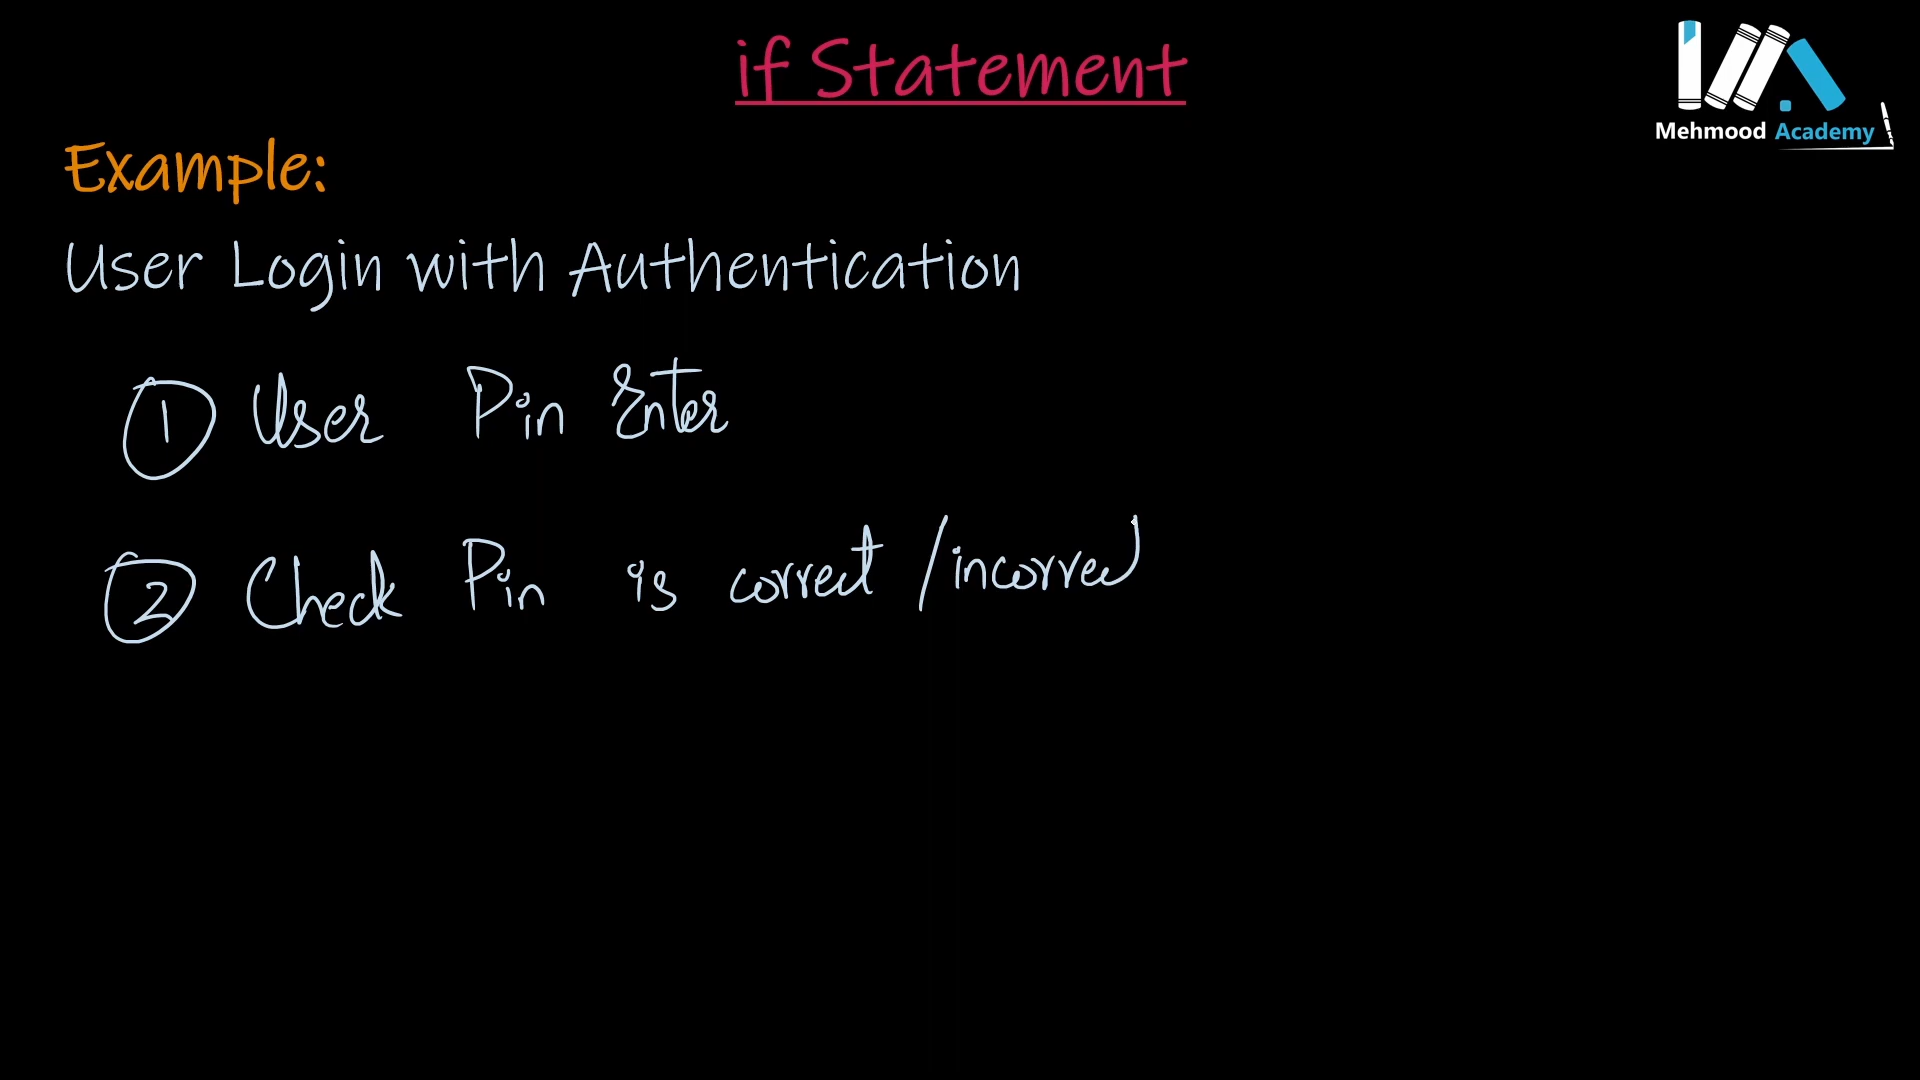 if Statement
Mehmood Academy
Example:
User Login with Authentication
1 User Pin Enter
2 Check Pin is correct / incorrect